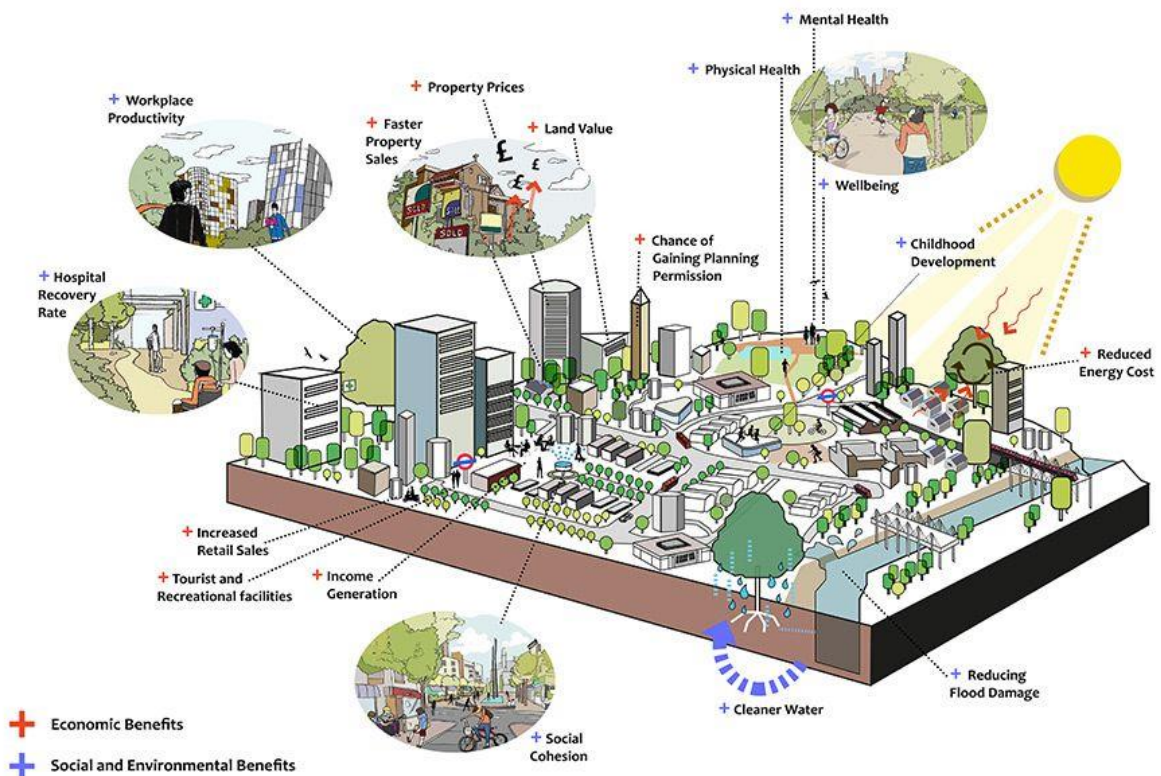 + Mental Health
+ Physical Health
+ Property Prices
+ Workplace
Productivity
+ Faster
Property
Sales
+ Land Value
£
£
£
SOLD
SOLD
+ Wellbeing
+ Chance of
Gaining Planning
Permission
+ Childhood
Development
+ Hospital
Recovery
Rate
+ Reduced
Energy Cost
+ Increased
Retail Sales
+ Tourist and
Recreational facilities
+ Income
Generation
+ Reducing
Flood Damage
+ Cleaner Water
+ Social
Cohesion
+ Economic Benefits
+ Social and Environmental Benefits